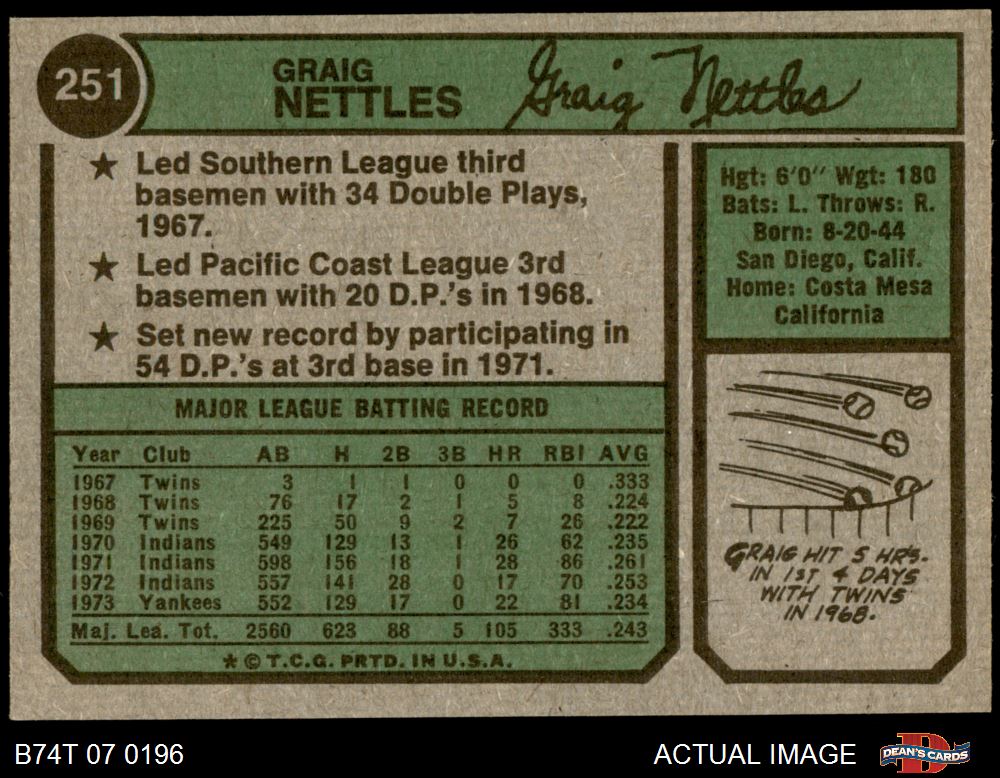 251
GRAIG
NETTLES
Graig Nettles
★ Led Southern League third
basemen with 34 Double Plays,
1967.
★ Led Pacific Coast League 3rd
basemen with 20 D.P.'s in 1968.
★ Set new record by participating in
54 D.P.'s at 3rd base in 1971.
Hgt: 6'0" Wgt: 180
Bats: L. Throws: R.
Born: 8-20-44
San Diego, Calif.
Home: Costa Mesa
California
MAJOR LEAGUE BATTING RECORD
Year Club AB H 2B 3B HR RBI AVG
1967 Twins 3 1 1 0 0 0 .333
1968 Twins 76 17 2 1 5 8 .224
1969 Twins 225 50 9 2 7 26 .222
1970 Indians 549 129 13 1 26 62 .235
1971 Indians 598 156 18 1 28 86 .261
1972 Indians 557 141 28 0 17 70 .253
1973 Yankees 552 129 17 0 22 81 .234
Maj. Lea. Tot. 2560 623 88 5 105 333 .243
★ © T.C.G. PRTD. IN U.S.A.
GRAIG HIT 5 HRS.
IN 1ST 4 DAYS
WITH TWINS
IN 1968.
B74T 07 0196
ACTUAL IMAGE
DEAN'S CARDS